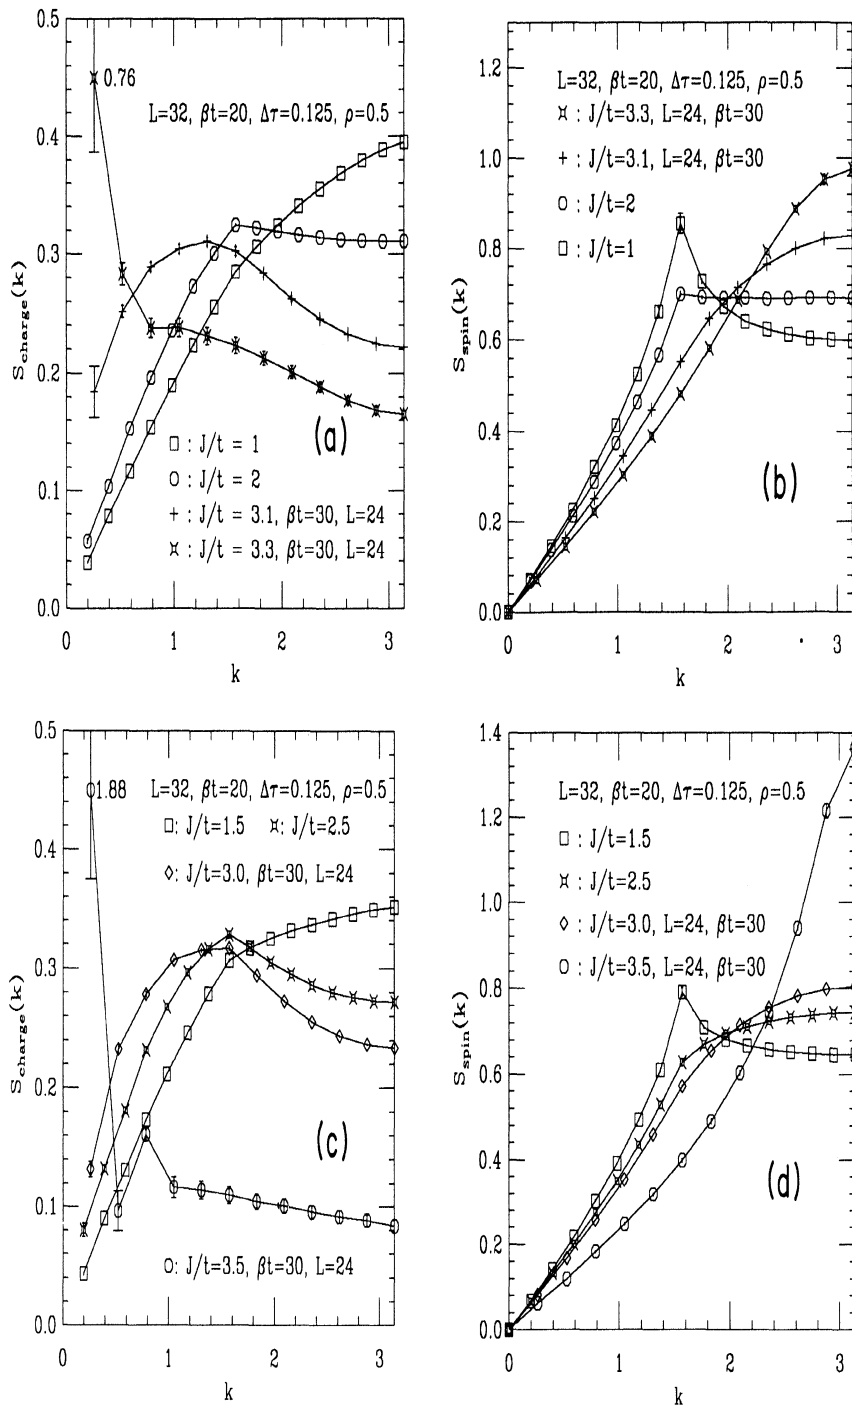 0.76
L=32, βt=20, Δτ=0.125, ρ=0.5
□ : J/t = 1
○ : J/t = 2
+ : J/t = 3.1, βt=30, L=24
✶ : J/t = 3.3, βt=30, L=24
(a)
S_charge(k)
0.5
0.4
0.3
0.2
0.1
0.0
0 1 2 3
k
L=32, βt=20, Δτ=0.125, ρ=0.5
✶ : J/t=3.3, L=24, βt=30
+ : J/t=3.1, L=24, βt=30
○ : J/t=2
□ : J/t=1
(b)
S_spin(k)
1.2
1.0
0.8
0.6
0.4
0.2
0.0
0 1 2 3
k
1.88
L=32, βt=20, Δτ=0.125, ρ=0.5
□: J/t=1.5 ✶: J/t=2.5
◇: J/t=3.0, βt=30, L=24
(c)
○: J/t=3.5, βt=30, L=24
S_charge(k)
0.5
0.4
0.3
0.2
0.1
0.0
0 1 2 3
k
L=32, βt=20, Δτ=0.125, ρ=0.5
□ : J/t=1.5
✶ : J/t=2.5
◇ : J/t=3.0, L=24, βt=30
○ : J/t=3.5, L=24, βt=30
(d)
S_spin(k)
1.4
1.2
1.0
0.8
0.6
0.4
0.2
0.0
0 1 2 3
k